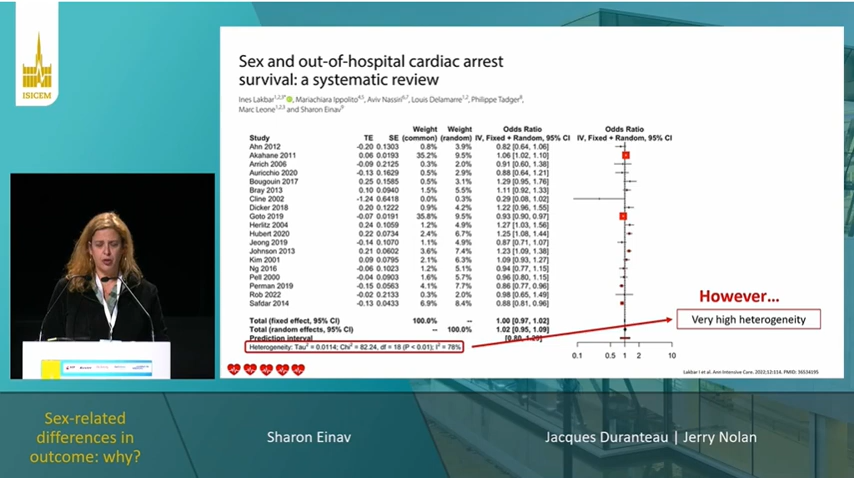 ISICEM
Sex and out-of-hospital cardiac arrest
survival: a systematic review
Ines Lakbar1,2,3*, Mariachiara Ippolito4,5, Aviv Nassiri6,7, Louis Delamarre1,2, Philippe Tadger8,
Marc Leone1,2,3 and Sharon Einav9
Weight Weight Odds Ratio Odds Ratio
Study TE SE (common) (random) IV, Fixed + Random, 95% CI IV, Fixed + Random, 95% CI
Ahn 2012 -0.20 0.1303 0.8% 3.9% 0.82 [0.64, 1.06]
Akahane 2011 0.06 0.0193 35.2% 9.5% 1.06 [1.02, 1.10]
Arrich 2006 -0.09 0.2125 0.3% 2.0% 0.91 [0.60, 1.38]
Auricchio 2020 -0.13 0.1629 0.5% 2.9% 0.88 [0.64, 1.21]
Bougouin 2017 0.25 0.1585 0.5% 3.1% 1.29 [0.95, 1.76]
Bray 2013 0.10 0.0940 1.5% 5.5% 1.11 [0.92, 1.33]
Cline 2002 -1.24 0.6418 0.0% 0.3% 0.29 [0.08, 1.02]
Dicker 2018 0.20 0.1222 0.9% 4.2% 1.22 [0.96, 1.55]
Goto 2019 -0.07 0.0191 35.8% 9.5% 0.93 [0.90, 0.97]
Herlitz 2004 0.24 0.1059 1.2% 4.9% 1.27 [1.03, 1.56]
Hubert 2020 0.22 0.0734 2.4% 6.7% 1.25 [1.08, 1.44]
Jeong 2019 -0.14 0.1070 1.1% 4.9% 0.87 [0.71, 1.07]
Johnson 2013 0.21 0.0602 3.6% 7.4% 1.23 [1.09, 1.38]
Kim 2001 0.09 0.0795 2.1% 6.3% 1.09 [0.93, 1.27]
Ng 2016 -0.06 0.1023 1.2% 5.1% 0.94 [0.77, 1.15]
Pell 2000 -0.04 0.0903 1.6% 5.7% 0.96 [0.80, 1.15]
Perman 2019 -0.15 0.0563 4.1% 7.7% 0.86 [0.77, 0.96]
Rob 2022 -0.02 0.2133 0.3% 2.0% 0.98 [0.65, 1.49]
Safdar 2014 -0.13 0.0433 6.9% 8.4% 0.88 [0.81, 0.96]
Total (fixed effect, 95% CI) 100.0% -- 1.00 [0.97, 1.02]
Total (random effects, 95% CI) -- 100.0% 1.02 [0.95, 1.09]
Prediction interval
Heterogeneity: Tau² = 0.0114; Chi² = 82.24, df = 18 (P < 0.01); I² = 78%
0.1 0.5 1 2 10
However...
Very high heterogeneity
Lakbar I et al. Ann Intensive Care. 2022;12:114. PMID: 36534195
Sex-related
differences in
outcome: why?
Sharon Einav
Jacques Duranteau | Jerry Nolan